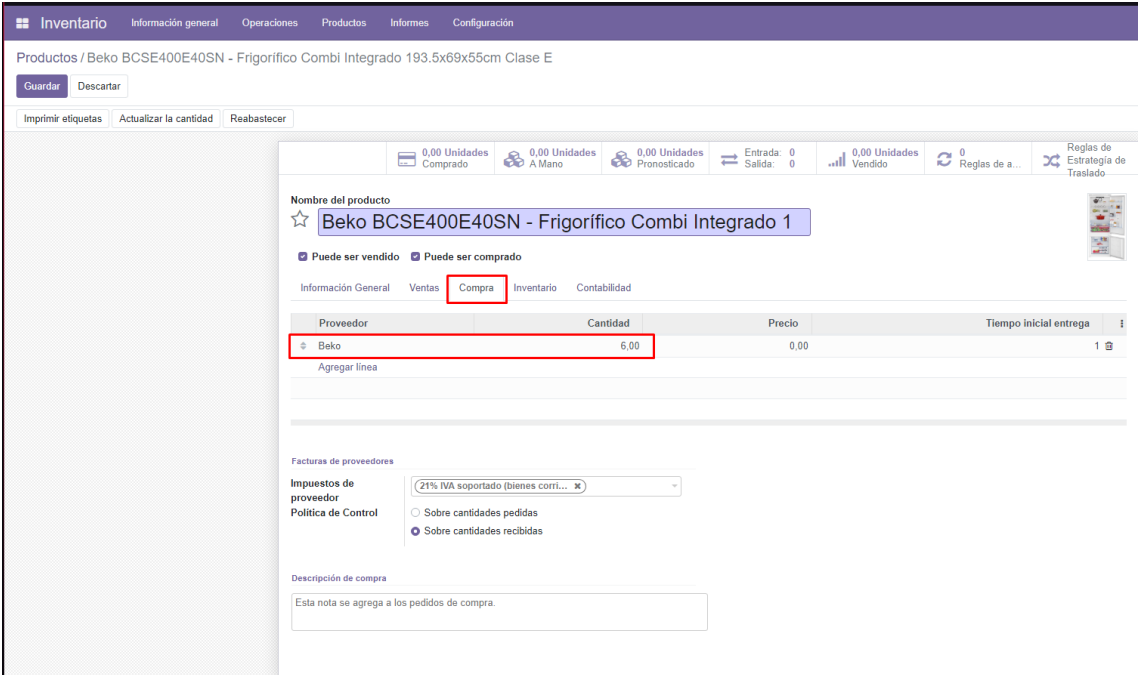 Inventario Información general Operaciones Productos Informes Configuración
Productos / Beko BCSE400E40SN - Frigorífico Combi Integrado 193.5x69x55cm Clase E
Guardar Descartar
Imprimir etiquetas Actualizar la cantidad Reabastecer
0,00 Unidades Comprado
0,00 Unidades A Mano
0,00 Unidades Pronosticado
Entrada: 0
Salida: 0
0,00 Unidades Vendido
0 Reglas de a...
Reglas de Estrategía de Traslado
Nombre del producto
Beko BCSE400E40SN - Frigorífico Combi Integrado 1
Puede ser vendido Puede ser comprado
Información General Ventas Compra Inventario Contabilidad
Proveedor Cantidad Precio Tiempo inicial entrega
Beko 6,00 0,00 1
Agregar línea
Facturas de proveedores
Impuestos de proveedor
21% IVA soportado (bienes corri...
Política de Control
Sobre cantidades pedidas
Sobre cantidades recibidas
Descripción de compra
Esta nota se agrega a los pedidos de compra.